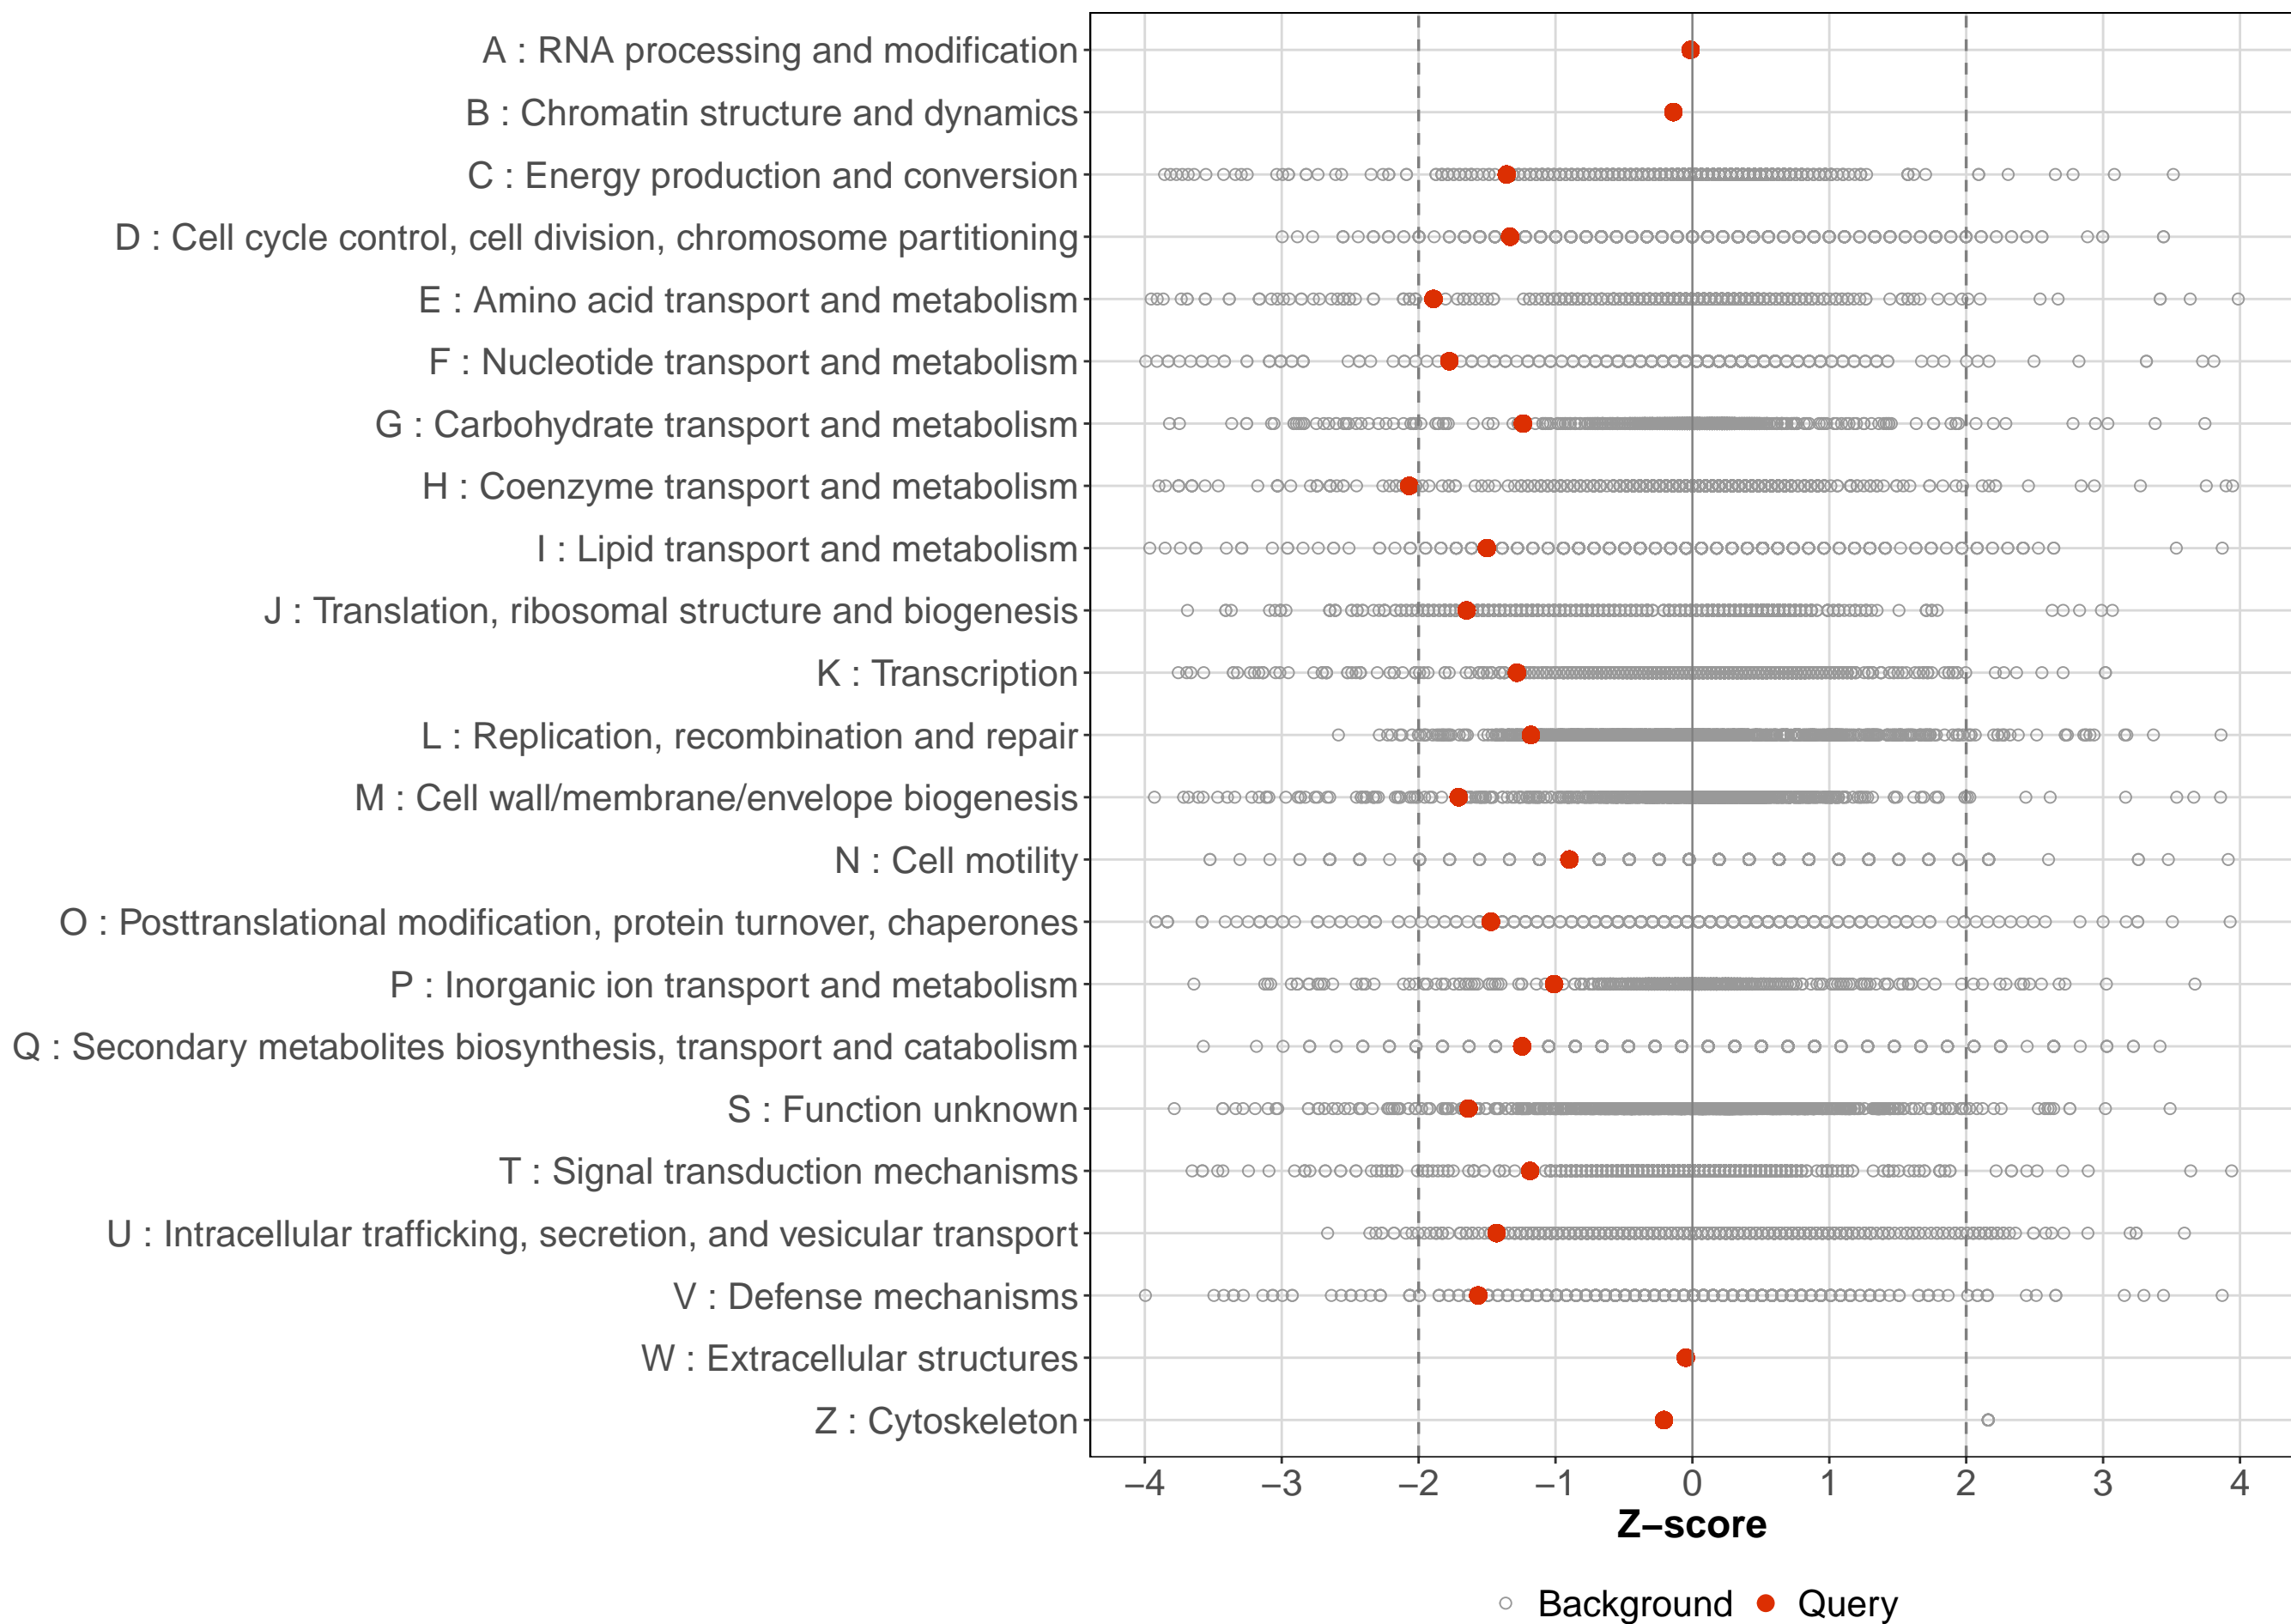 A : RNA processing and modification
B : Chromatin structure and dynamics
C : Energy production and conversion
D : Cell cycle control, cell division, chromosome partitioning
E : Amino acid transport and metabolism
F : Nucleotide transport and metabolism
G : Carbohydrate transport and metabolism
H : Coenzyme transport and metabolism
I : Lipid transport and metabolism
J : Translation, ribosomal structure and biogenesis
K : Transcription
L : Replication, recombination and repair
M : Cell wall/membrane/envelope biogenesis
N : Cell motility
O : Posttranslational modification, protein turnover, chaperones
P : Inorganic ion transport and metabolism
Q : Secondary metabolites biosynthesis, transport and catabolism
S : Function unknown
T : Signal transduction mechanisms
U : Intracellular trafficking, secretion, and vesicular transport
V : Defense mechanisms
W : Extracellular structures
Z : Cytoskeleton
−4 −3 −2 −1 0 1 2 3 4
Z−score
Background Query